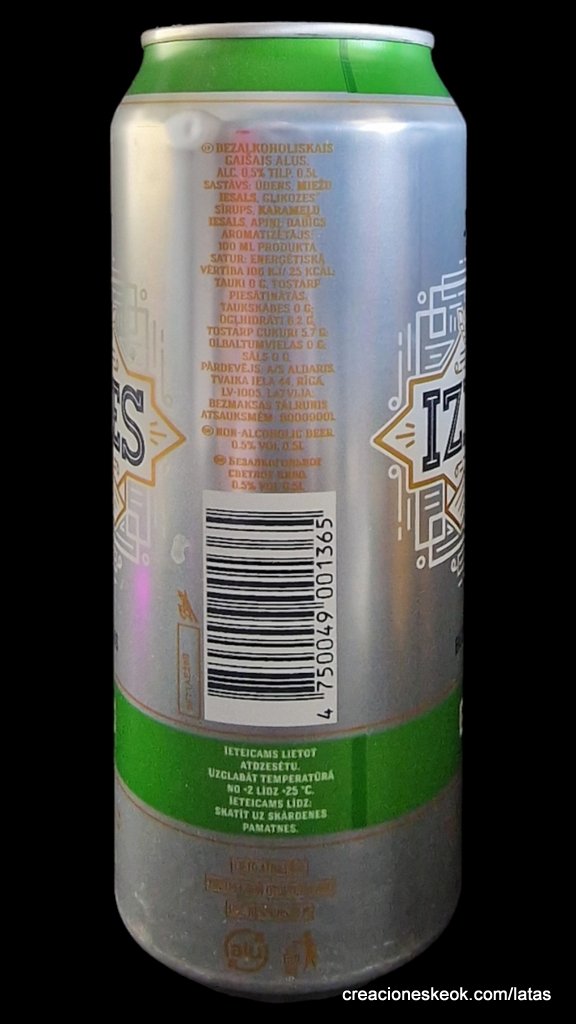 LV BEZALKOHOLISKAIS
GAIŠAIS ALUS.
ALC. 0,5% TILP. 0,5L
SASTĀVS: ŪDENS, MIEŽU
IESALS, GLIKOZES
SĪRUPS, KARAMEĻU
IESALS, APIŅI, DABĪGS
AROMATIZĒTĀJS.
100 ML PRODUKTA
SATUR: ENERĢĒTISKĀ
VĒRTĪBA 106 KJ/ 25 KCAL;
TAUKI 0 G, TOSTARP
PIESĀTINĀTĀS
TAUKSKĀBES 0 G;
OGĻHIDRĀTI 6,2 G,
TOSTARP CUKURI 5,7 G;
OLBALTUMVIELAS 0 G;
SĀLS 0 G.
PĀRDEVĒJS: A/S ALDARIS,
TVAIKA IELA 44, RĪGA,
LV-1005, LATVIJA.
BEZMAKSAS TĀLRUNIS
ATSAUKSMĒM: 80000001.
NON-ALCOHOLIC BEER.
0.5% VOL. 0.5L
БЕЗАЛКОГОЛЬНОЕ
СВЕТЛОЕ ПИВО.
0.5% VOL. 0.5L
ES
IZ
4 750049 001365
IETEICAMS LIETOT
ATDZESĒTU.
UZGLABĀT TEMPERATŪRĀ
NO +2 LĪDZ +25 °C.
IETEICAMS LĪDZ:
SKATĪT UZ SKĀRDENES
PAMATNES.
alu
creacioneskeok.com/latas